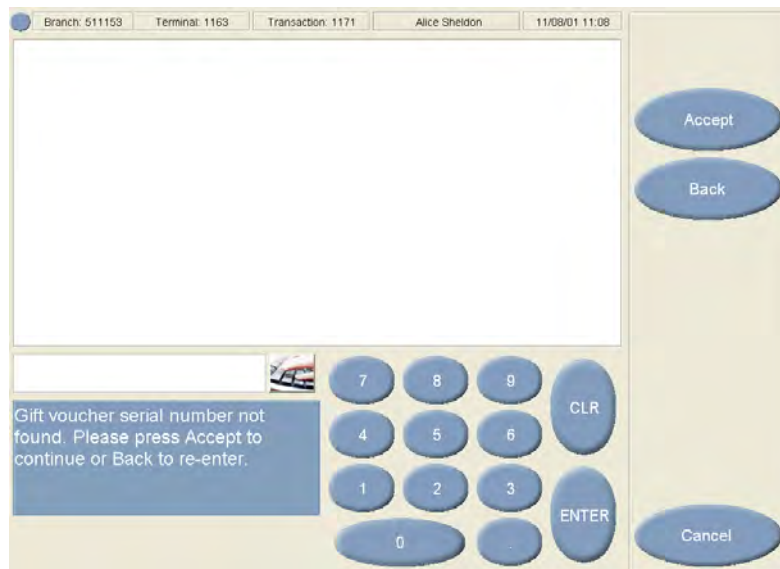 Branch: 511153 Terminal: 1163 Transaction: 1171 Alice Sheldon 11/08/01 11:08
Accept
Back
7 8 9 CLR
Gift voucher serial number not
found. Please press Accept to
continue or Back to re-enter.
4 5 6
1 2 3 ENTER
0 .
Cancel